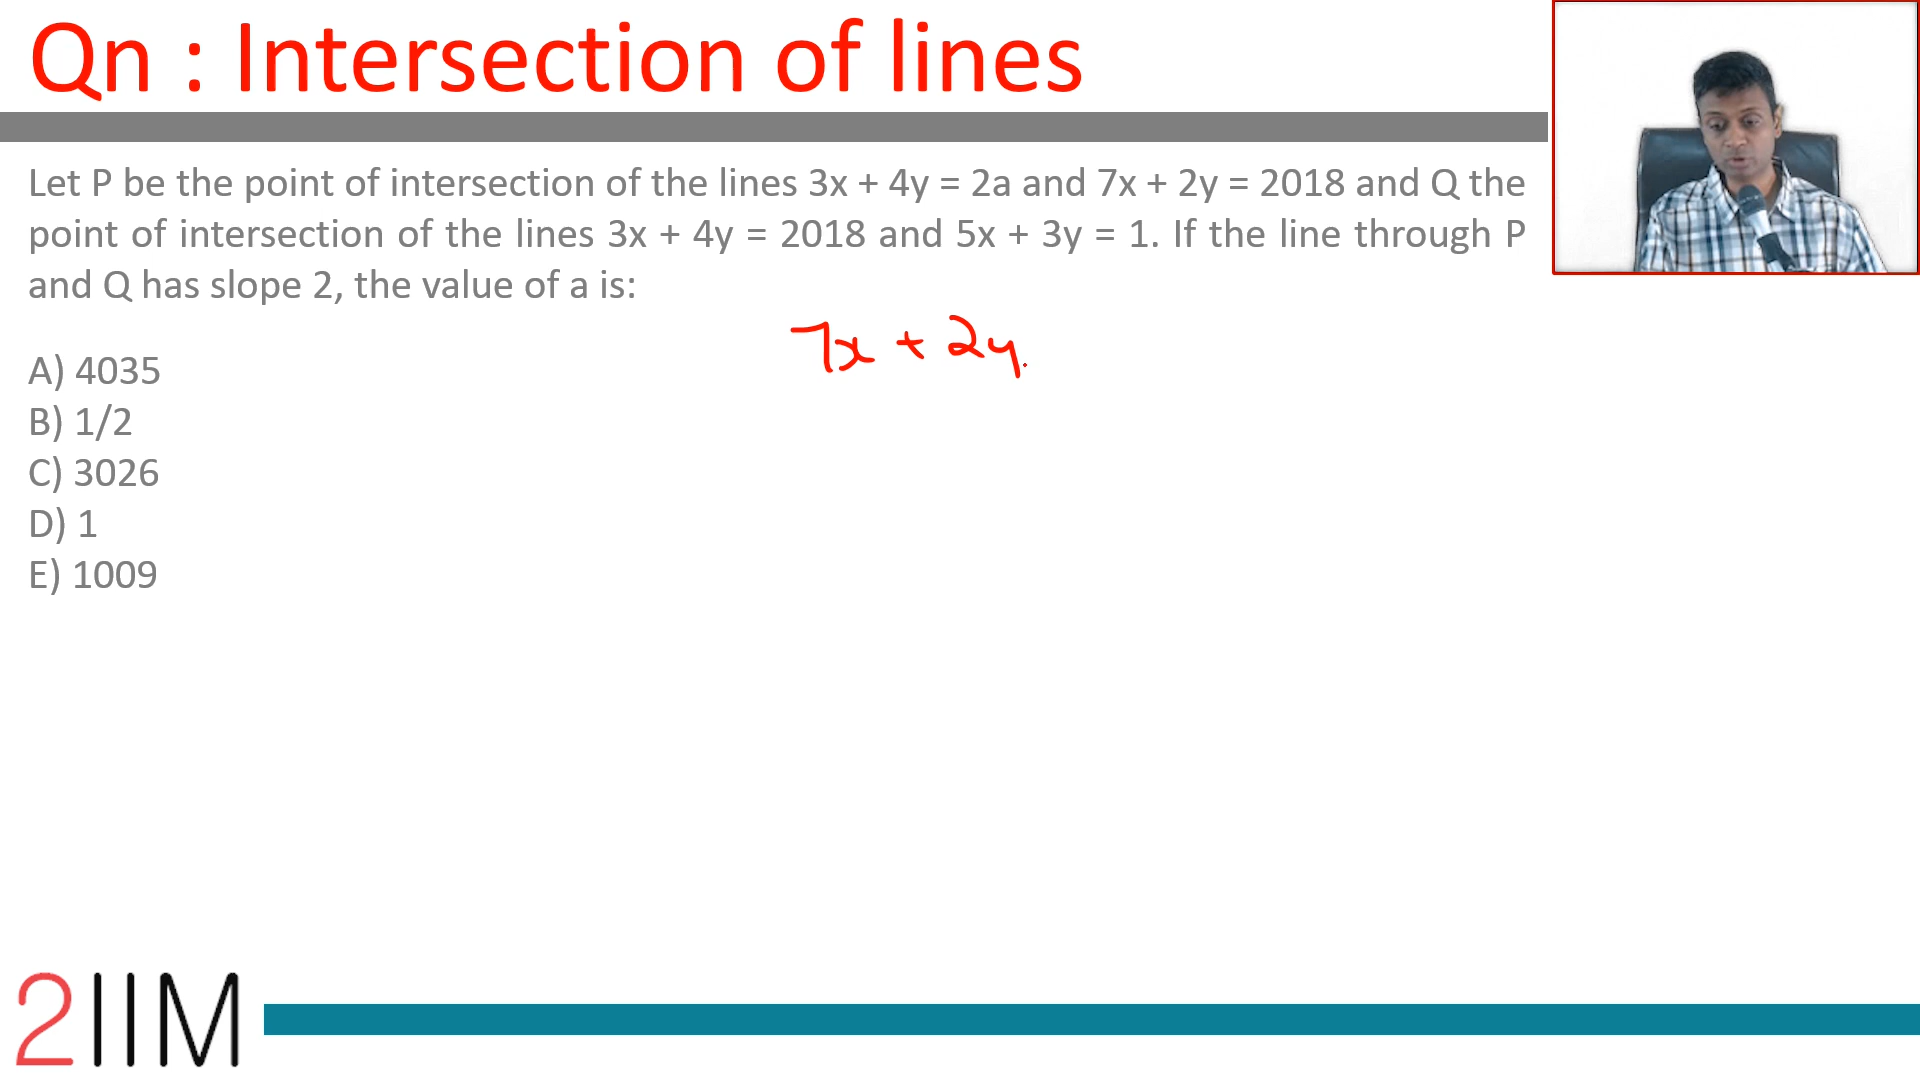 Qn : Intersection of lines
Let P be the point of intersection of the lines 3x + 4y = 2a and 7x + 2y = 2018 and Q the
point of intersection of the lines 3x + 4y = 2018 and 5x + 3y = 1. If the line through P
and Q has slope 2, the value of a is:
7x + 2y
A) 4035
B) 1/2
C) 3026
D) 1
E) 1009
2IIM